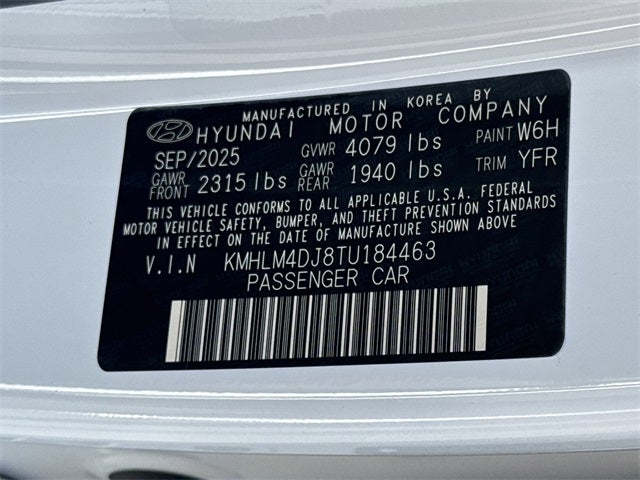 MANUFACTURED IN KOREA BY
HYUNDAI MOTOR COMPANY
SEP/2025 GVWR 4079 lbs PAINT W6H
GAWR FRONT 2315 lbs GAWR REAR 1940 lbs TRIM YFR
THIS VEHICLE CONFORMS TO ALL APPLICABLE U.S.A. FEDERAL
MOTOR VEHICLE SAFETY, BUMPER, AND THEFT PREVENTION STANDARDS
IN EFFECT ON THE DATE OF MANUFACTURE SHOWN ABOVE
V.I.N KMHLM4DJ8TU184463
PASSENGER CAR